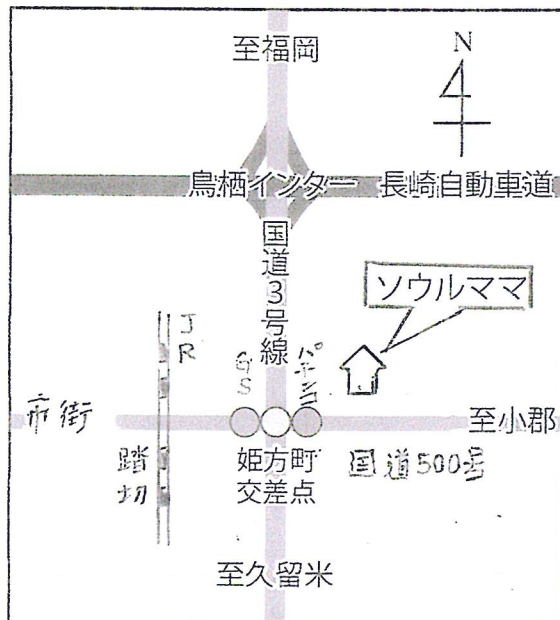 至福岡
N
鳥栖インター 長崎自動車道
国道3号線
ソウルママ
JR
GS
パチンコ
市街
至小郡
踏切
姫方町
交差点
国道500号
至久留米